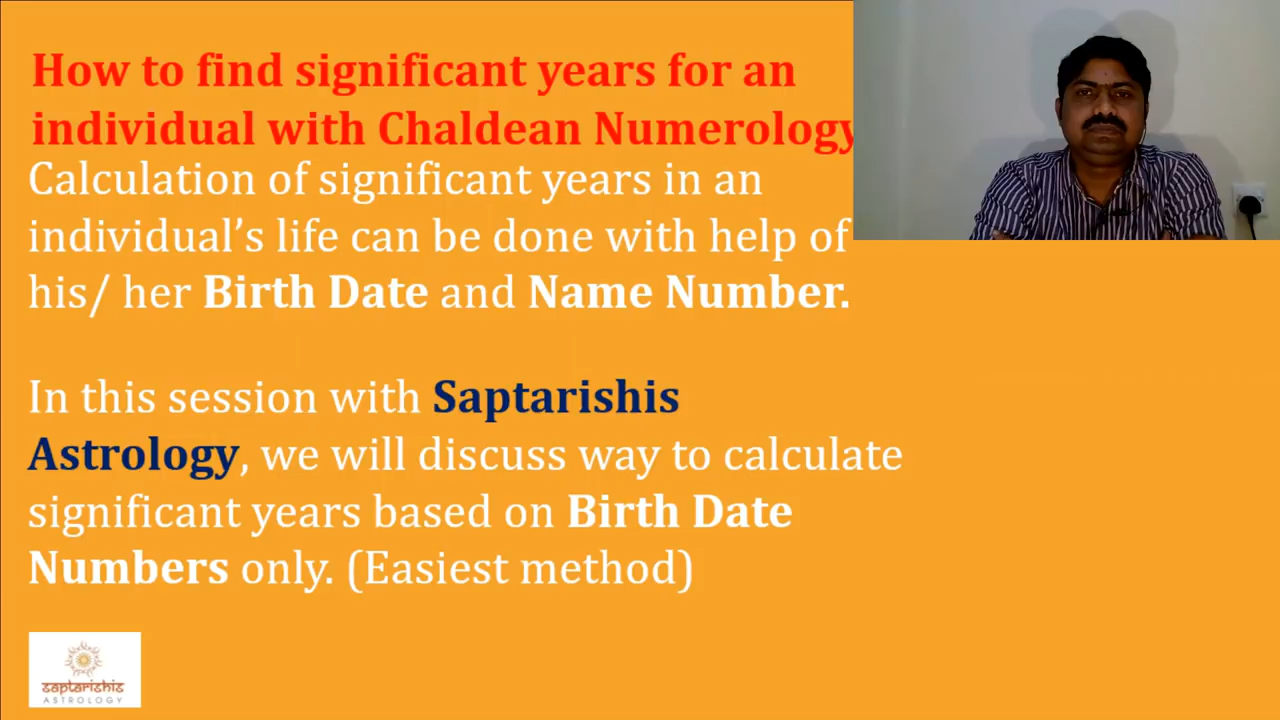 How to find significant years for an
individual with Chaldean Numerology
Calculation of significant years in an
individual’s life can be done with help of
his/ her Birth Date and Name Number.
In this session with Saptarishis
Astrology, we will discuss way to calculate
significant years based on Birth Date
Numbers only. (Easiest method)
saptarishis
ASTROLOGY